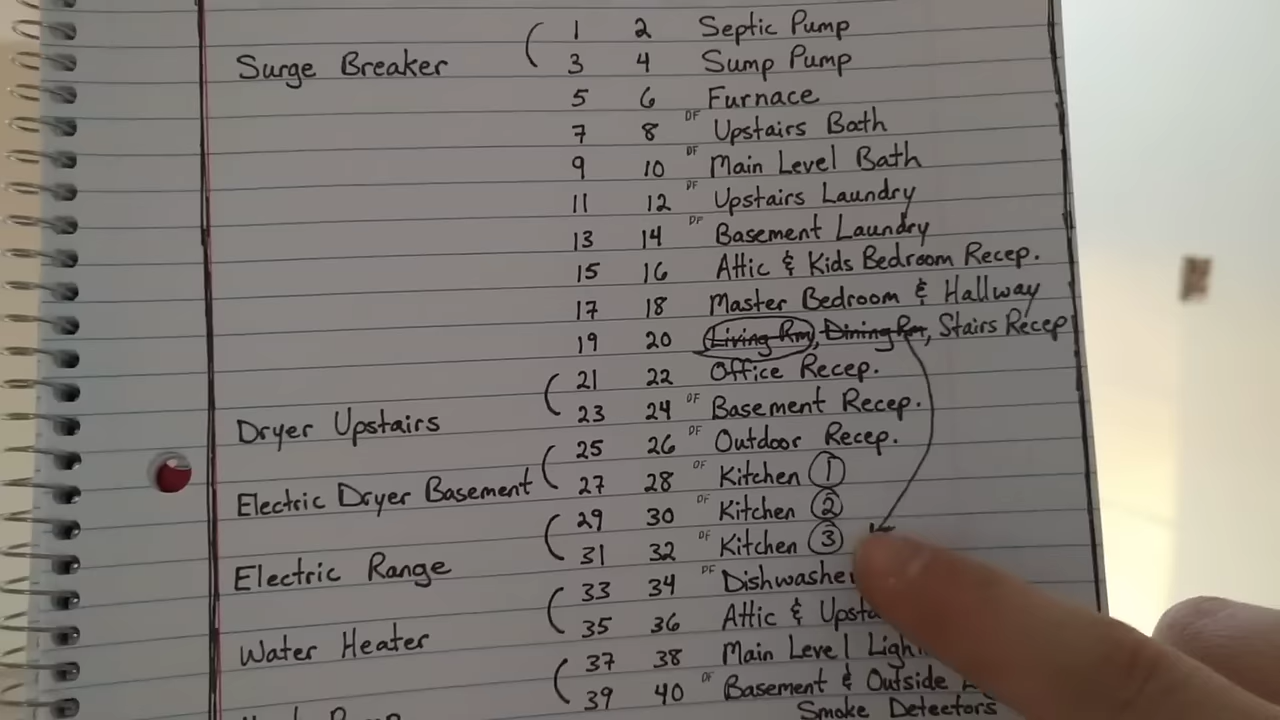 1 2 Septic Pump
Surge Breaker ( 3 4 Sump Pump
5 6 Furnace
7 8 DF Upstairs Bath
9 10 DF Main Level Bath
11 12 DF Upstairs Laundry
13 14 DF Basement Laundry
15 16 Attic & Kids Bedroom Recep.
17 18 Master Bedroom & Hallway
19 20 Living Rm, Dining Rm, Stairs Recep
21 22 Office Recep.
Dryer Upstairs ( 23 24 DF Basement Recep.
25 26 DF Outdoor Recep.
Electric Dryer Basement ( 27 28 DF Kitchen 1
29 30 DF Kitchen 2
Electric Range ( 31 32 DF Kitchen 3
33 34 DF Dishwasher
Water Heater ( 35 36 Attic &
37 38 Main Level
39 40 DF Basement & Outside
Smoke Detectors